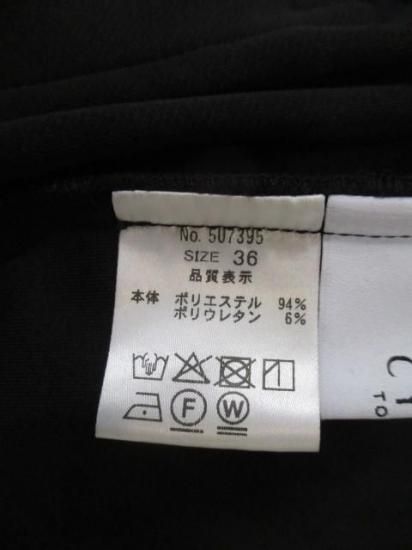 No. 507395
SIZE 36
品質表示
本体 ポリエステル 94%
ポリウレタン 6%
F W
TO